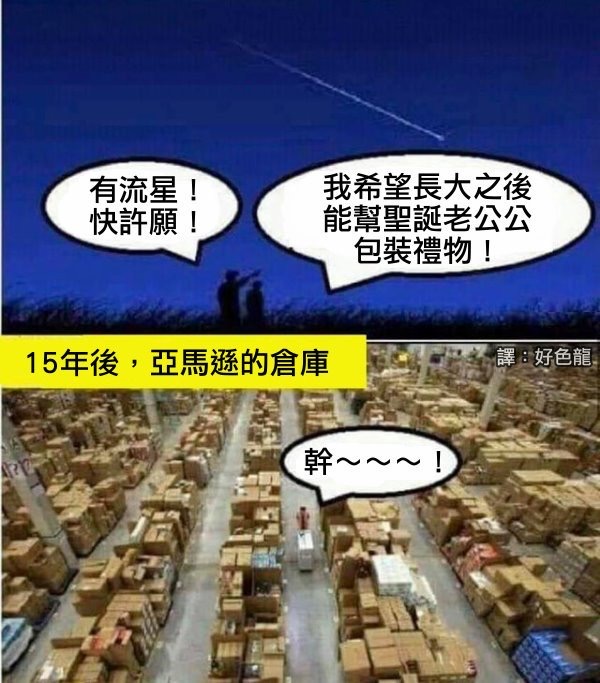 有流星！
快許願！
我希望長大之後
能幫聖誕老公公
包裝禮物！
15年後，亞馬遜的倉庫
譯：好色龍
幹～～～！